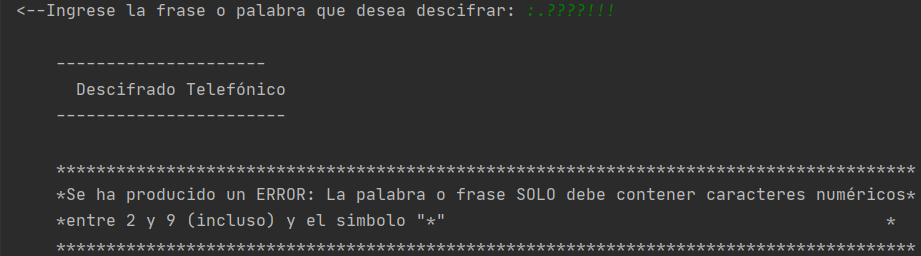 <--Ingrese la frase o palabra que desea descifrar: :.????!!!
---------------------
Descifrado Telefónico
-----------------------
**************************************************************************************
*Se ha producido un ERROR: La palabra o frase SOLO debe contener caracteres numéricos*
*entre 2 y 9 (incluso) y el simbolo "*" *
**************************************************************************************